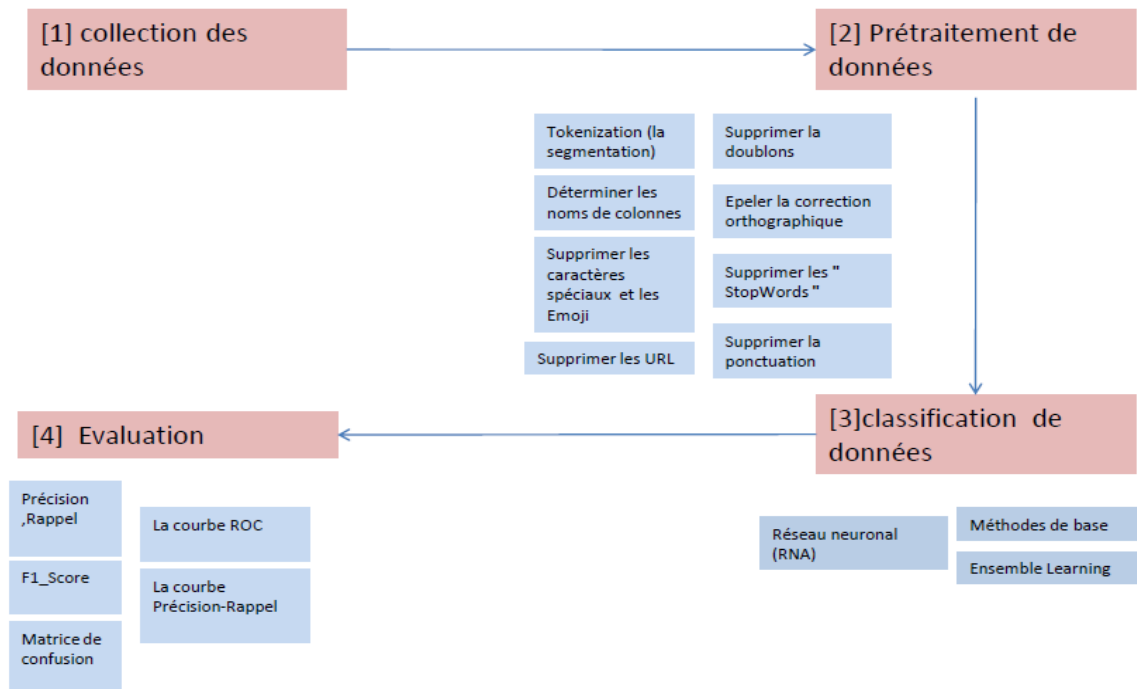 [1] collection des
données
[2] Prétraitement de
données
Tokenization (la
segmentation)
Supprimer la
doublons
Déterminer les
noms de colonnes
Epeler la correction
orthographique
Supprimer les
caractères
spéciaux et les
Emoji
Supprimer les "
StopWords "
Supprimer les URL
Supprimer la
ponctuation
[3]classification de
données
Réseau neuronal
(RNA)
Méthodes de base
Ensemble Learning
[4] Evaluation
Précision
,Rappel
La courbe ROC
F1_Score
La courbe
Précision-Rappel
Matrice de
confusion